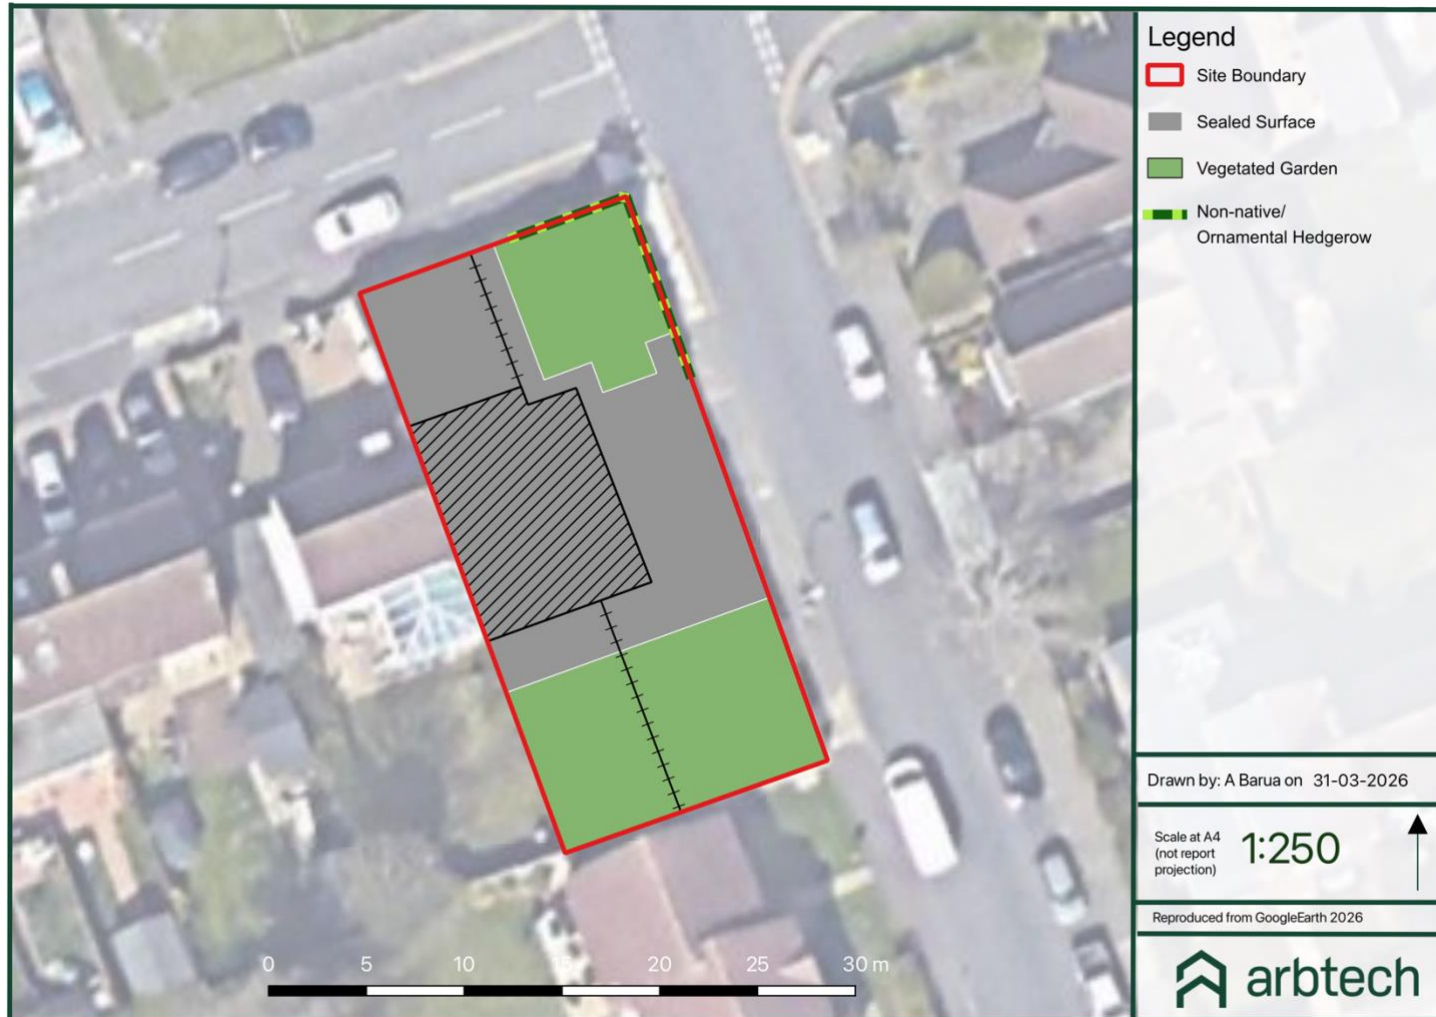 Legend
Site Boundary
Sealed Surface
Vegetated Garden
Non-native/
Ornamental Hedgerow
Drawn by: A Barua on 31-03-2026
Scale at A4
(not report
projection)
1:250
Reproduced from GoogleEarth 2026
arbtech
0 5 10 15 20 25 30 m